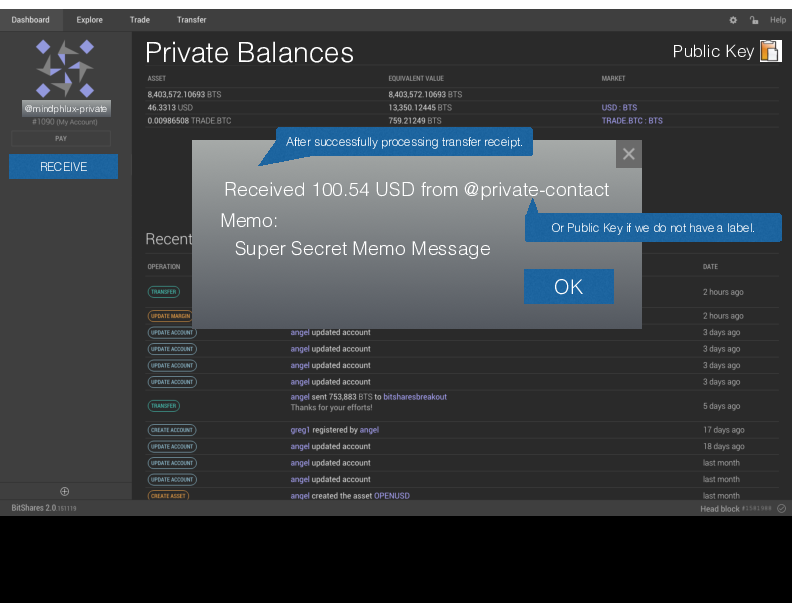 Dashboard Explore Trade Transfer Help
Private Balances
Public Key
@mindphlux-private
#1090 (My Account)
PAY
RECEIVE
ASSET EQUIVALENT VALUE MARKET
8,403,572.10693 BTS 8,403,572.10693 BTS
46.3313 USD 13,350.12445 BTS USD : BTS
0.00986508 TRADE.BTC 759.21249 BTS TRADE.BTC : BTS
After successfully processing transfer receipt.
Received 100.54 USD from @private-contact
Memo:
Super Secret Memo Message
Or Public Key if we do not have a label.
OK
Recent
OPERATION DATE
TRANSFER 2 hours ago
UPDATE MARGIN 2 hours ago
UPDATE ACCOUNT angel updated account 3 days ago
UPDATE ACCOUNT angel updated account 3 days ago
UPDATE ACCOUNT angel updated account 3 days ago
UPDATE ACCOUNT angel updated account 3 days ago
TRANSFER angel sent 753,883 BTS to bitsharesbreakout 5 days ago
Thanks for your efforts!
CREATE ACCOUNT greg1 registered by angel 17 days ago
UPDATE ACCOUNT angel updated account 18 days ago
UPDATE ACCOUNT angel updated account last month
UPDATE ACCOUNT angel updated account last month
CREATE ASSET angel created the asset OPENUSD last month
BitShares 2.0.151119 Head block